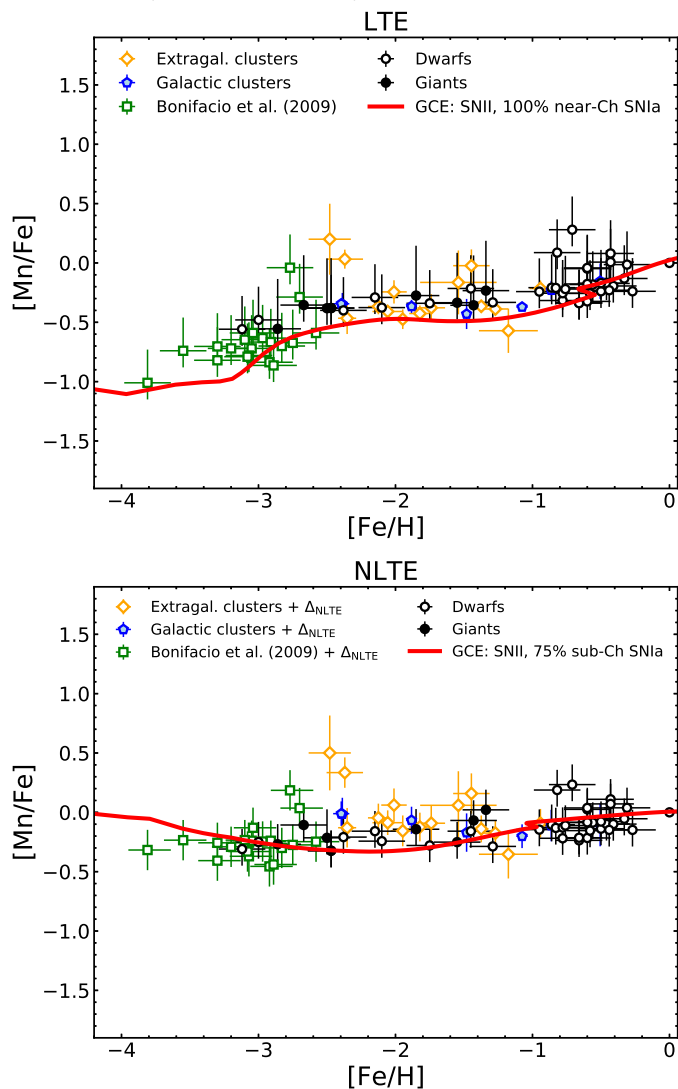 LTE
Extragal. clusters
Galactic clusters
Bonifacio et al. (2009)
Dwarfs
Giants
GCE: SNII, 100% near-Ch SNIa
1.5
1.0
0.5
0.0
−0.5
−1.0
−1.5
[Mn/Fe]
−4 −3 −2 −1 0
[Fe/H]
NLTE
Extragal. clusters + Δ_NLTE
Galactic clusters + Δ_NLTE
Bonifacio et al. (2009) + Δ_NLTE
Dwarfs
Giants
GCE: SNII, 75% sub-Ch SNIa
1.5
1.0
0.5
0.0
−0.5
−1.0
−1.5
[Mn/Fe]
−4 −3 −2 −1 0
[Fe/H]